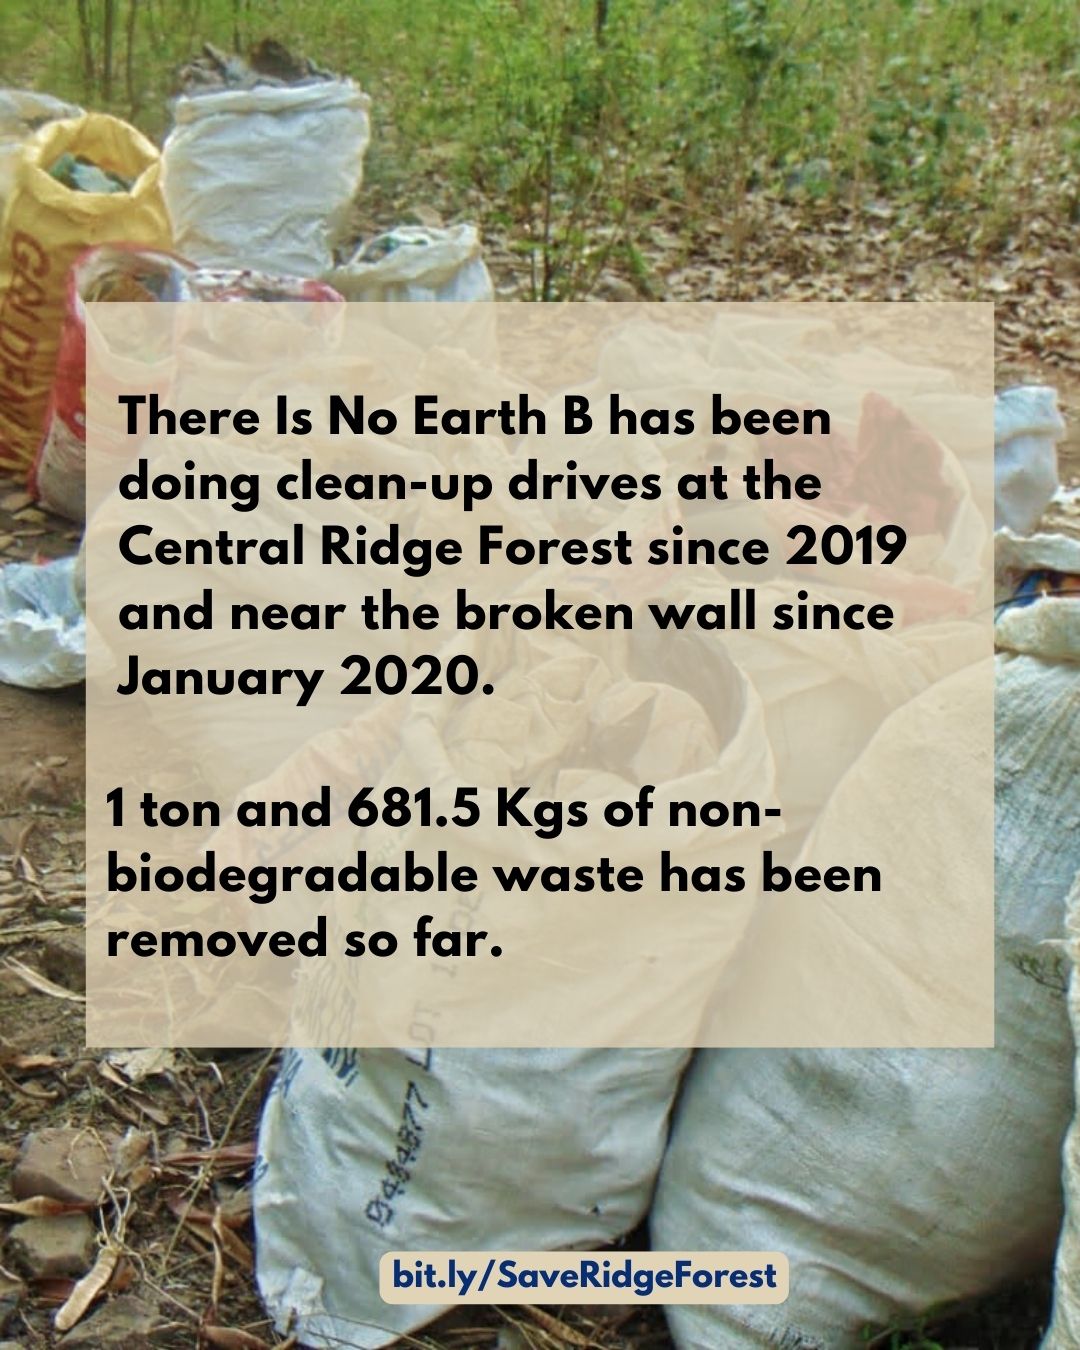 GANDEVI
There Is No Earth B has been
doing clean-up drives at the
Central Ridge Forest since 2019
and near the broken wall since
January 2020.
1 ton and 681.5 Kgs of non-
biodegradable waste has been
removed so far.
LOT
bit.ly/SaveRidgeForest